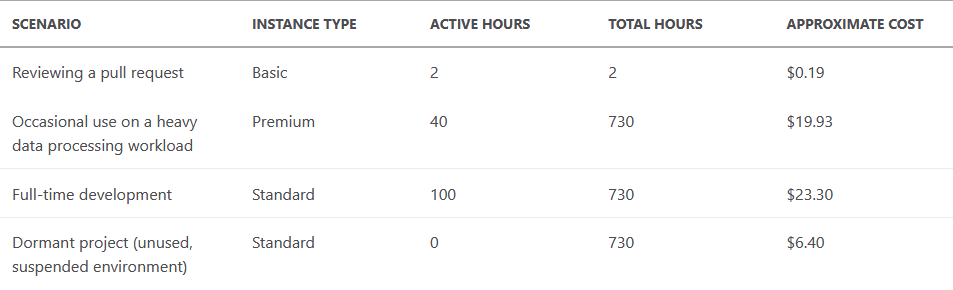 SCENARIO INSTANCE TYPE ACTIVE HOURS TOTAL HOURS APPROXIMATE COST
Reviewing a pull request Basic 2 2 $0.19
Occasional use on a heavy Premium 40 730 $19.93
data processing workload
Full-time development Standard 100 730 $23.30
Dormant project (unused, Standard 0 730 $6.40
suspended environment)